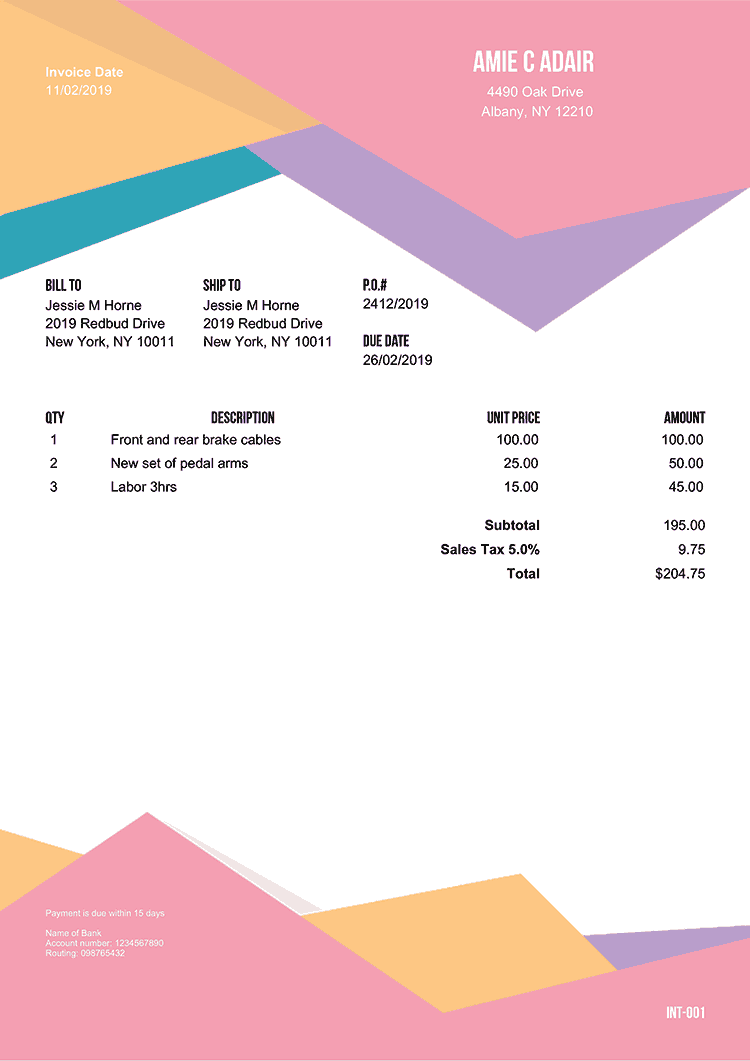 Invoice Date
11/02/2019
AMIE C ADAIR
4490 Oak Drive
Albany, NY 12210
BILL TO
Jessie M Horne
2019 Redbud Drive
New York, NY 10011
SHIP TO
Jessie M Horne
2019 Redbud Drive
New York, NY 10011
P.O.#
2412/2019
DUE DATE
26/02/2019
QTY DESCRIPTION UNIT PRICE AMOUNT
1 Front and rear brake cables 100.00 100.00
2 New set of pedal arms 25.00 50.00
3 Labor 3hrs 15.00 45.00
Subtotal 195.00
Sales Tax 5.0% 9.75
Total $204.75
Payment is due within 15 days
Name of Bank
Account number: 1234567890
Routing: 098765432
INT-001